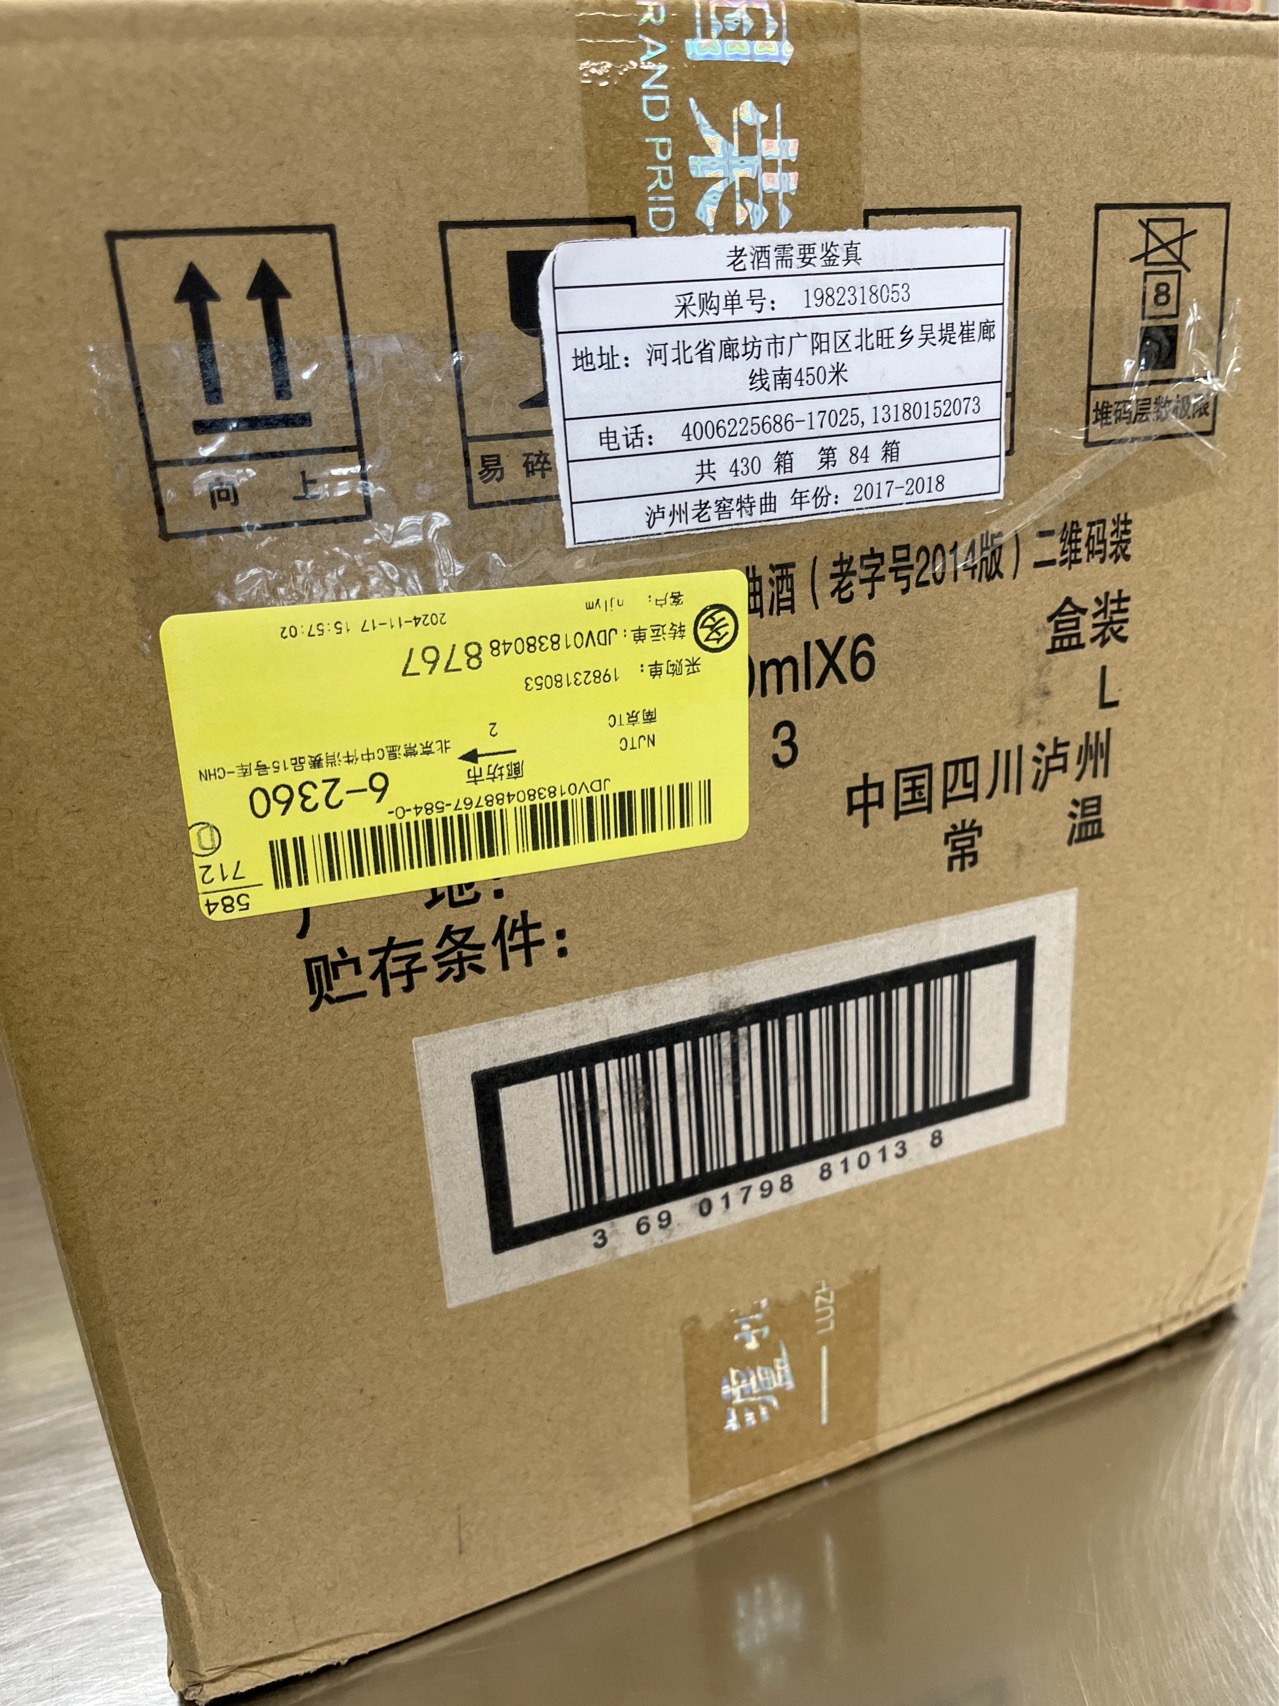 国荣
RAND PRID
老酒需要鉴真
采购单号： 1982318053
地址：河北省廊坊市广阳区北旺乡吴堤崔廊
线南450米
电话： 4006225686-17025,13180152073
共 430 箱 第 84 箱
泸州老窖特曲 年份：2017-2018
向 上
易 碎
8
堆码层数极限
曲酒（老字号2014版）二维码装
盒装
mlX6
L
3
中国四川泸州
常 温
贮存条件：
584
712
D
JDV018380488767-584-0-
6-2360
廊坊市
北京常温C中件消费品15号库-CHN
2
NJTC
南京TC
采购单： 1982318053
转运单：JDV018380488767
客户： njlym
2024-11-17 15:57:02
3 69 01798 81013 8
LUZH